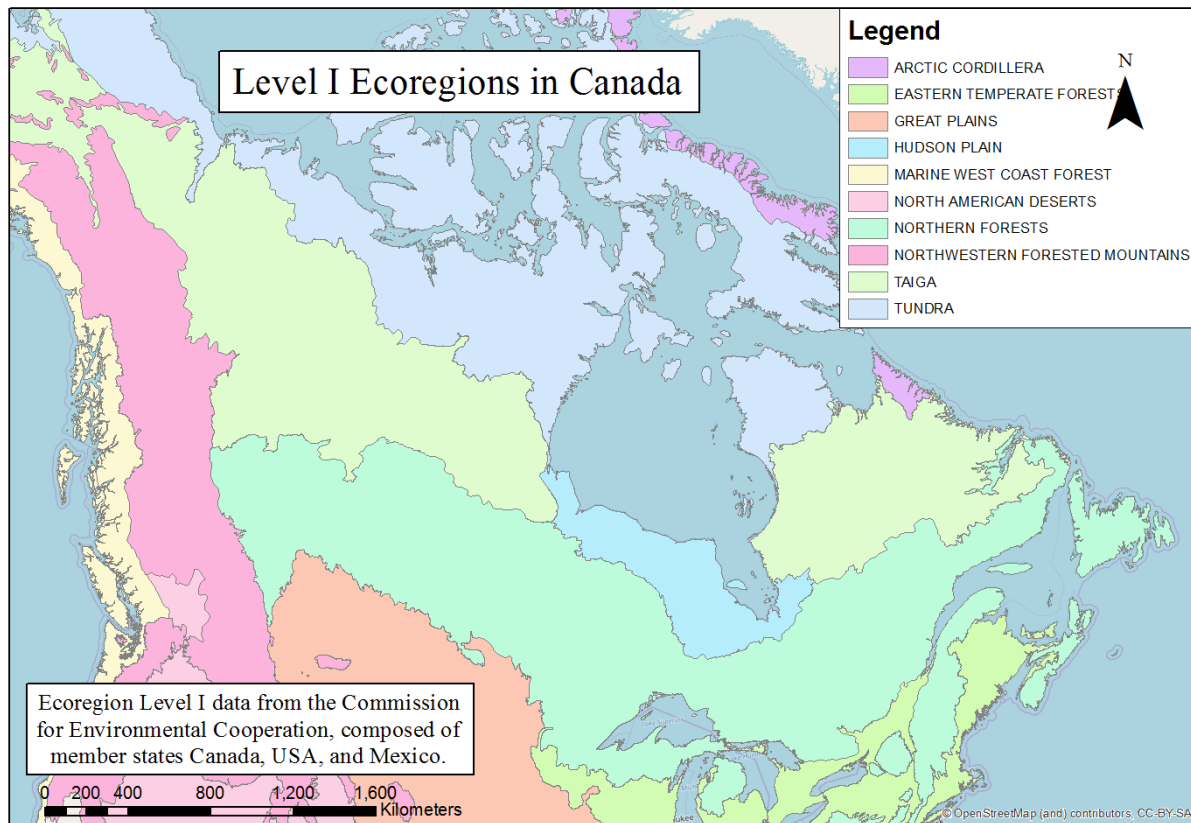 Level I Ecoregions in Canada
Legend
N
ARCTIC CORDILLERA
EASTERN TEMPERATE FORESTS
GREAT PLAINS
HUDSON PLAIN
MARINE WEST COAST FOREST
NORTH AMERICAN DESERTS
NORTHERN FORESTS
NORTHWESTERN FORESTED MOUNTAINS
TAIGA
TUNDRA
Ecoregion Level I data from the Commission
for Environmental Cooperation, composed of
member states Canada, USA, and Mexico.
0 200 400 800 1,200 1,600
Kilometers
Lake Superior
ukee
© OpenStreetMap (and) contributors, CC-BY-SA